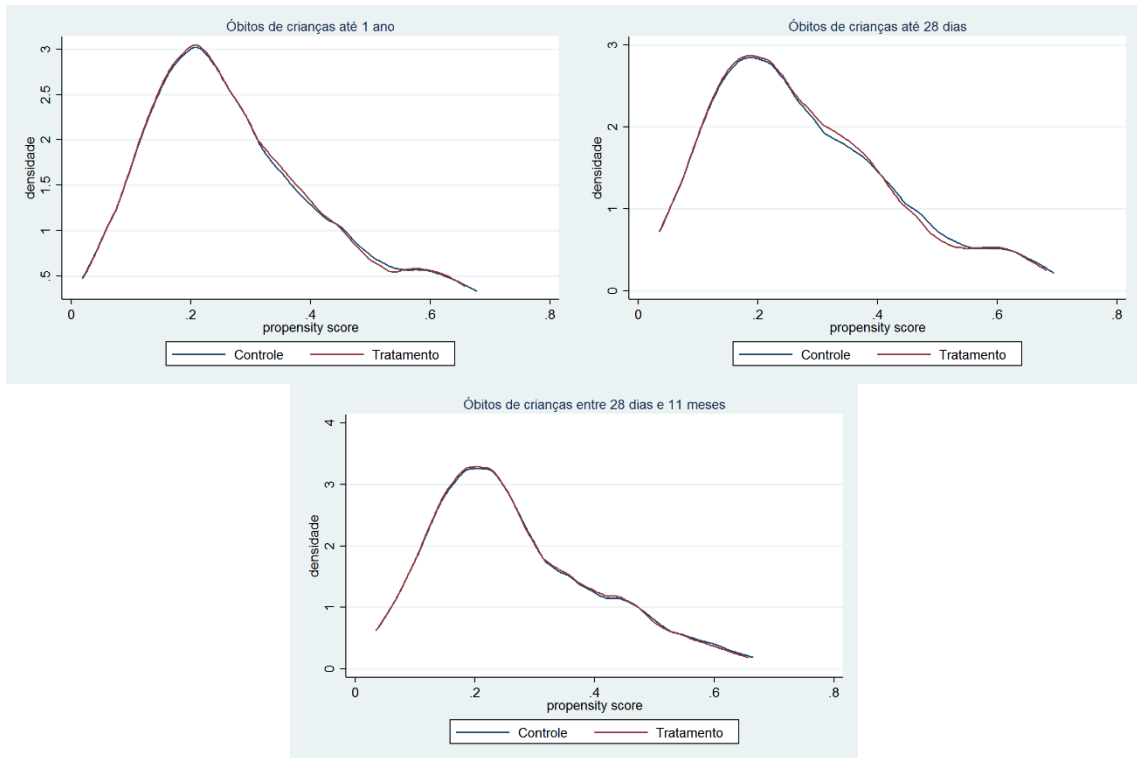 Óbitos de crianças até 1 ano
densidade
3
2.5
2
1.5
1
.5
0 .2 .4 .6 .8
propensity score
Controle Tratamento
Óbitos de crianças até 28 dias
densidade
3
2
1
0
0 .2 .4 .6 .8
propensity score
Controle Tratamento
Óbitos de crianças entre 28 dias e 11 meses
densidade
4
3
2
1
0
0 .2 .4 .6 .8
propensity score
Controle Tratamento